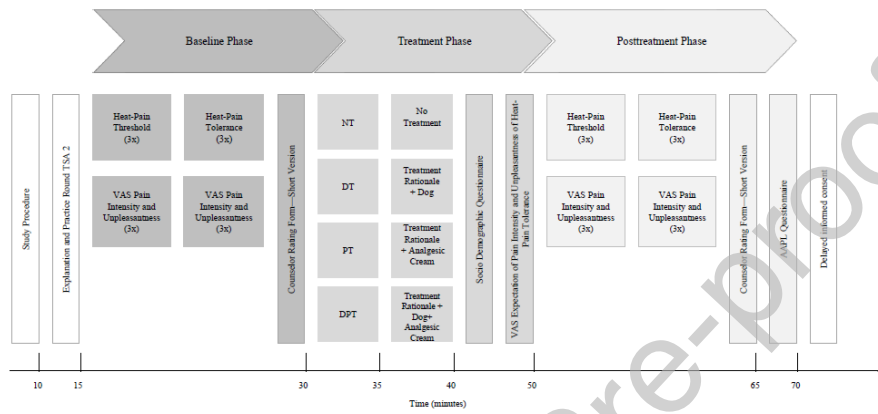 Baseline Phase
Treatment Phase
Posttreatment Phase
Study Procedure
Explanation and Practice Round TSA 2
Heat-Pain
Threshold
(3x)
Heat-Pain
Tolerance
(3x)
VAS Pain
Intensity and
Unpleasantness
(3x)
VAS Pain
Intensity and
Unpleasantness
(3x)
Counselor Rating Form—Short Version
NT
No
Treatment
DT
Treatment
Rationale
+ Dog
PT
Treatment
Rationale
+ Analgesic
Cream
DPT
Treatment
Rationale +
Dog+
Analgesic
Cream
Socio Demographic Questionnaire
VAS Expectation of Pain Intensity and Unpleasantness of Heat-
Pain Tolerance
Heat-Pain
Threshold
(3x)
Heat-Pain
Tolerance
(3x)
VAS Pain
Intensity and
Unpleasantness
(3x)
VAS Pain
Intensity and
Unpleasantness
(3x)
Counselor Rating Form—Short Version
AAPL Questionnaire
Delayed informed consent
10
15
30
35
40
50
65
70
Time (minutes)
re-proo